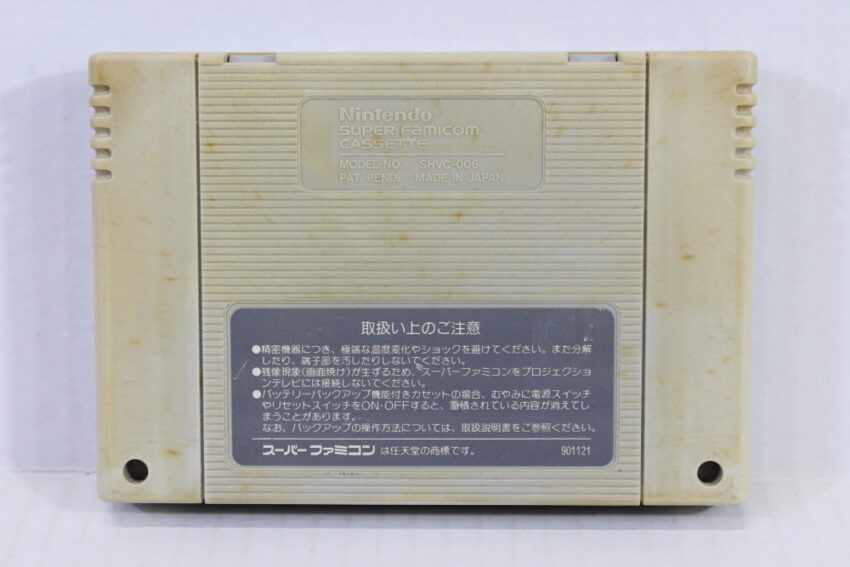 Nintendo
SUPER FAMICOM
CASSETTE
MODEL NO. SHVC-006
PAT. PEND. MADE IN JAPAN
取扱い上のご注意
●精密機器につき、極端な温度変化やショックを避けてください。また分解
したり、端子部を汚したりしないでください。
●残像現象(画面焼け)が生ずるため、スーパーファミコンをプロジェクショ
ンテレビには接続しないでください。
●バッテリーバックアップ機能付きカセットの場合、むやみに電源スイッチ
やリセットスイッチをON・OFFすると、蓄積されている内容が消えてし
まうことがあります。
なお、バックアップの操作方法については、取扱説明書をご参照ください。
スーパーファミコン は任天堂の商標です。 901121